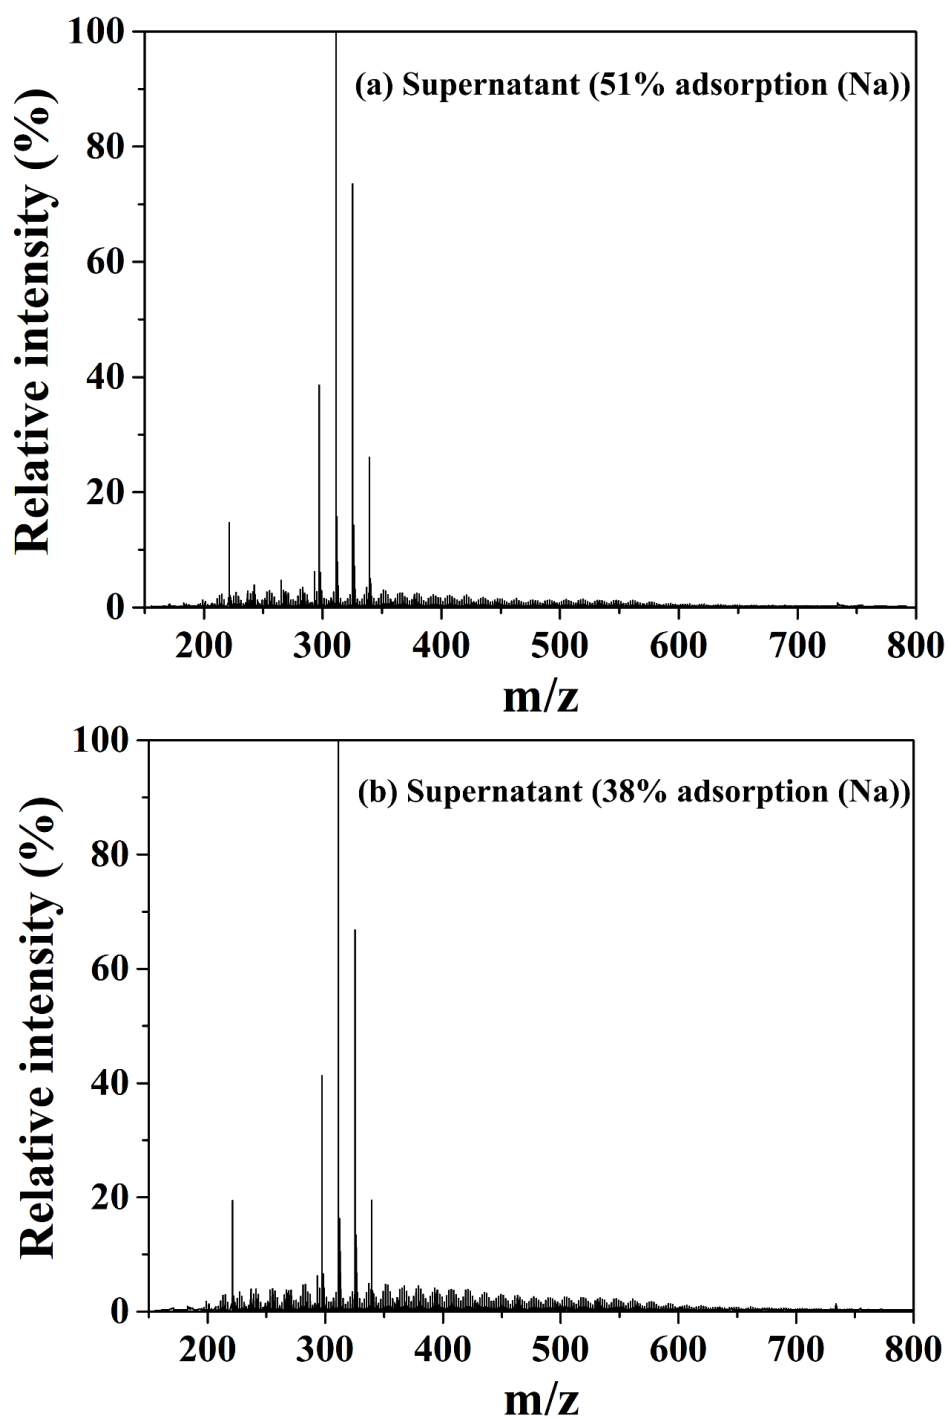 100
(a) Supernatant (51% adsorption (Na))
80
60
40
20
0
Relative intensity (%)
200 300 400 500 600 700 800
m/z
100
(b) Supernatant (38% adsorption (Na))
80
60
40
20
0
Relative intensity (%)
200 300 400 500 600 700 800
m/z